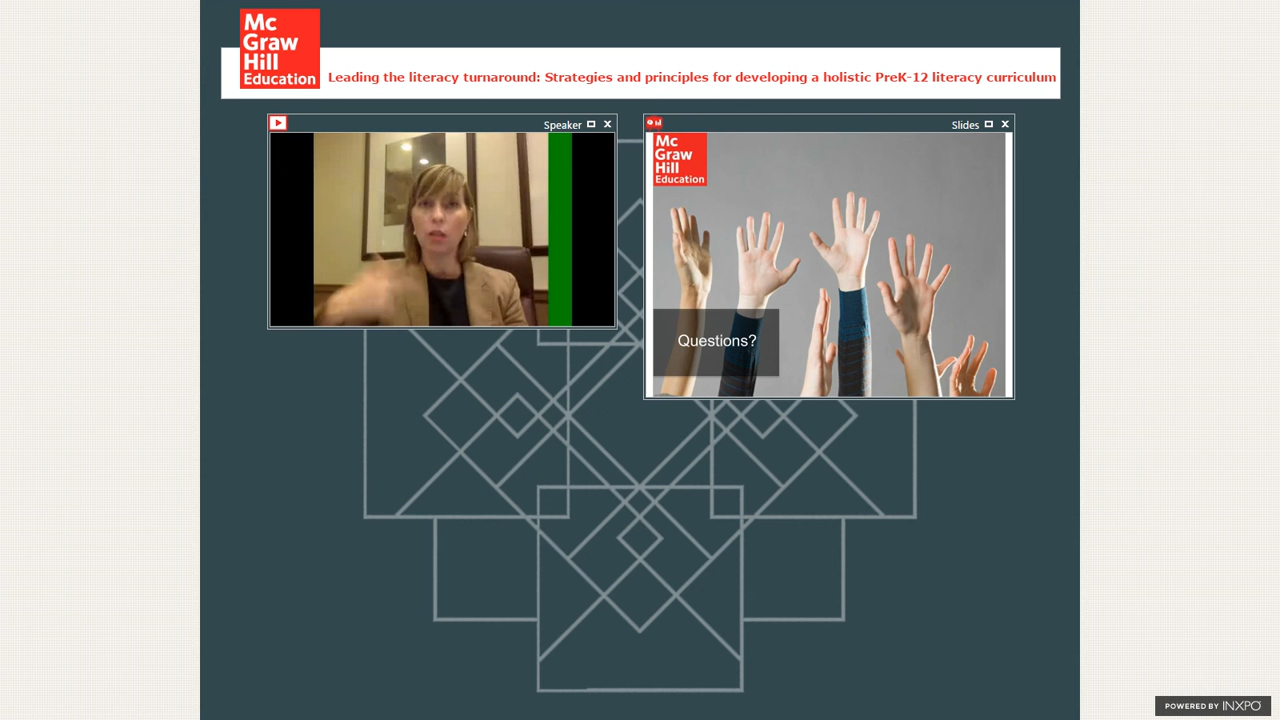 Mc
Graw
Hill
Education
Leading the literacy turnaround: Strategies and principles for developing a holistic PreK-12 literacy curriculum
Speaker
Slides
Mc
Graw
Hill
Education
Questions?
POWERED BY INXPO